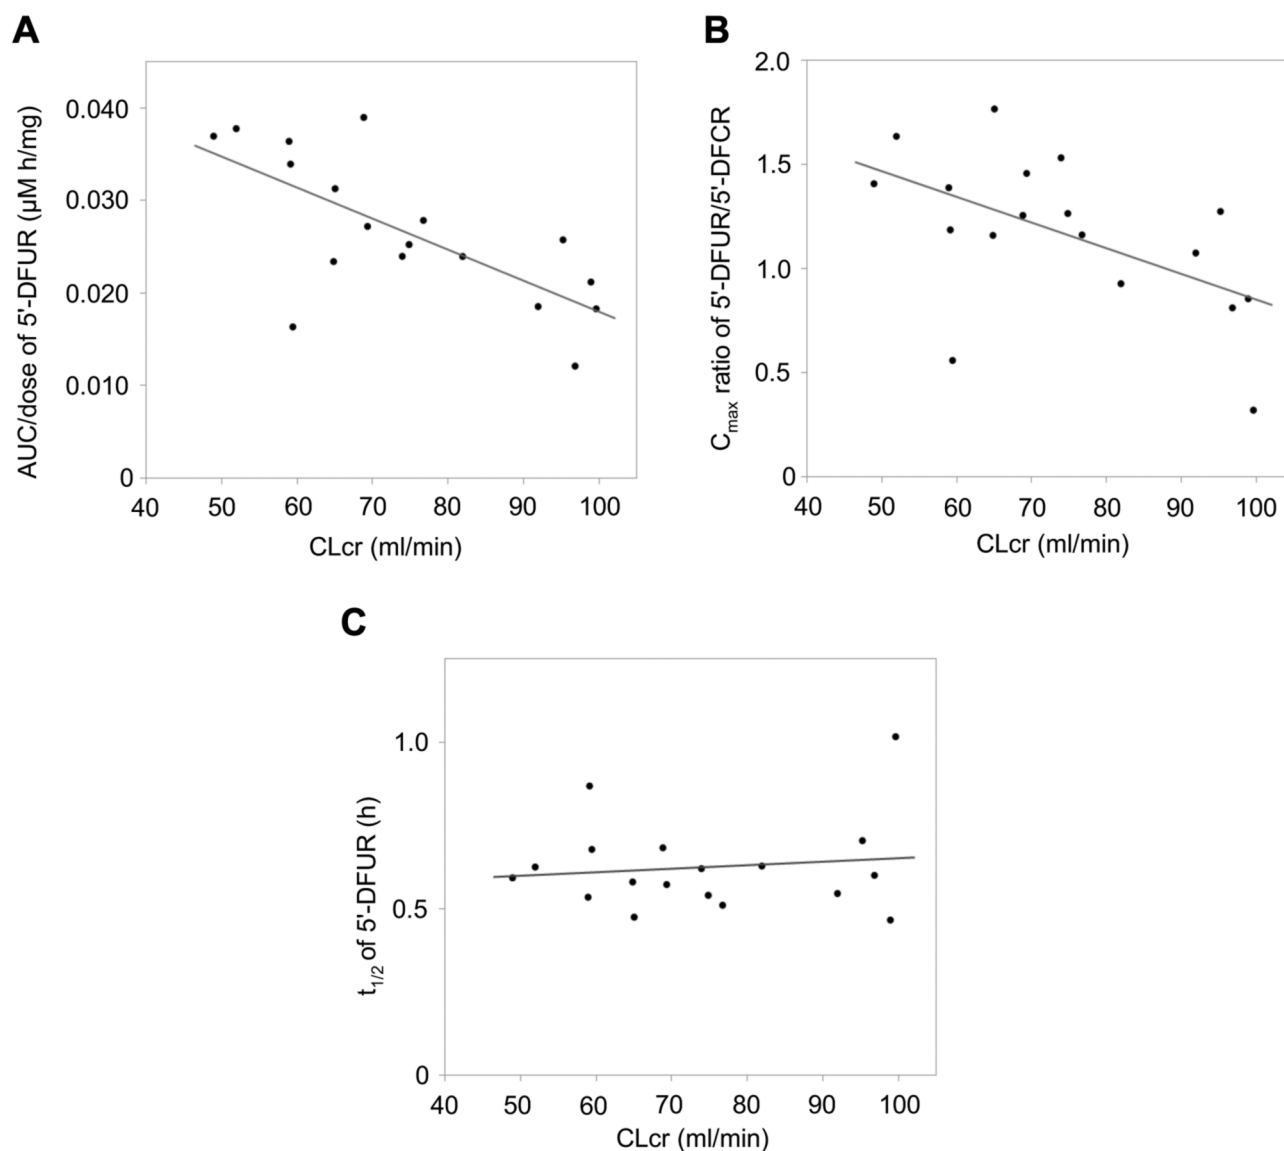 A
AUC/dose of 5'-DFUR (µM h/mg)
0.040
0.030
0.020
0.010
0
40 50 60 70 80 90 100
CLcr (ml/min)
B
Cmax ratio of 5'-DFUR/5'-DFCR
2.0
1.5
1.0
0.5
0
40 50 60 70 80 90 100
CLcr (ml/min)
C
t1/2 of 5'-DFUR (h)
1.0
0.5
0
40 50 60 70 80 90 100
CLcr (ml/min)